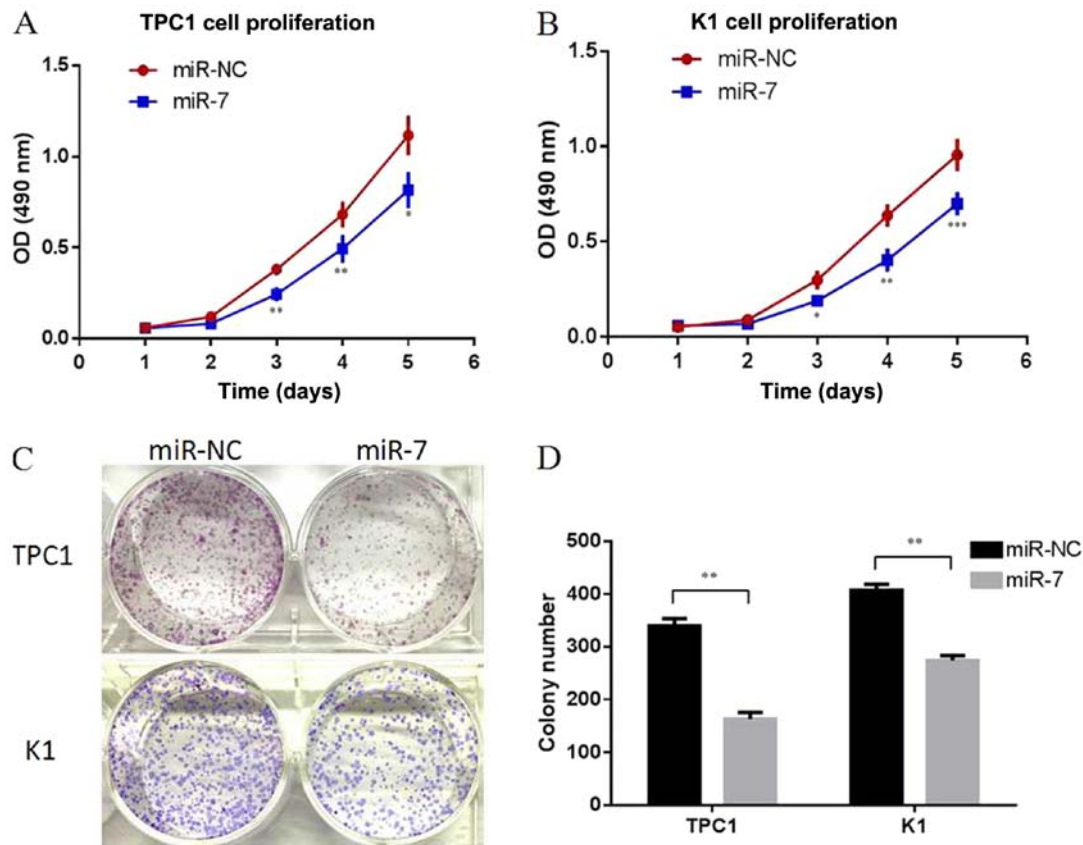 A
TPC1 cell proliferation
miR-NC
miR-7
OD (490 nm)
1.5
1.0
0.5
0.0
0 1 2 3 4 5 6
** ** *
Time (days)
B
K1 cell proliferation
miR-NC
miR-7
OD (490 nm)
1.5
1.0
0.5
0.0
0 1 2 3 4 5 6
* ** ***
Time (days)
C
miR-NC miR-7
TPC1
K1
D
miR-NC
miR-7
Colony number
500
400
300
200
100
0
** **
TPC1 K1